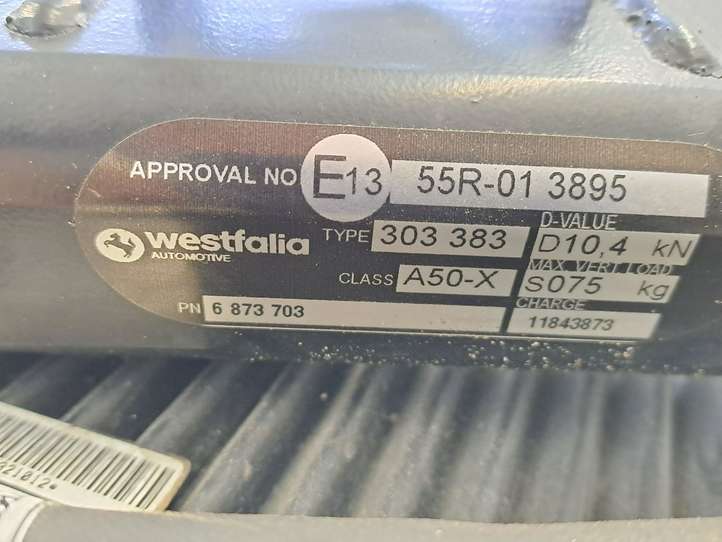 APPROVAL NO E13 55R-01 3895
westfalia
AUTOMOTIVE
TYPE 303 383
D-VALUE
D10,4 kN
CLASS A50-X
MAX. VERT. LOAD
S075 kg
PN 6 873 703
CHARGE
11843873